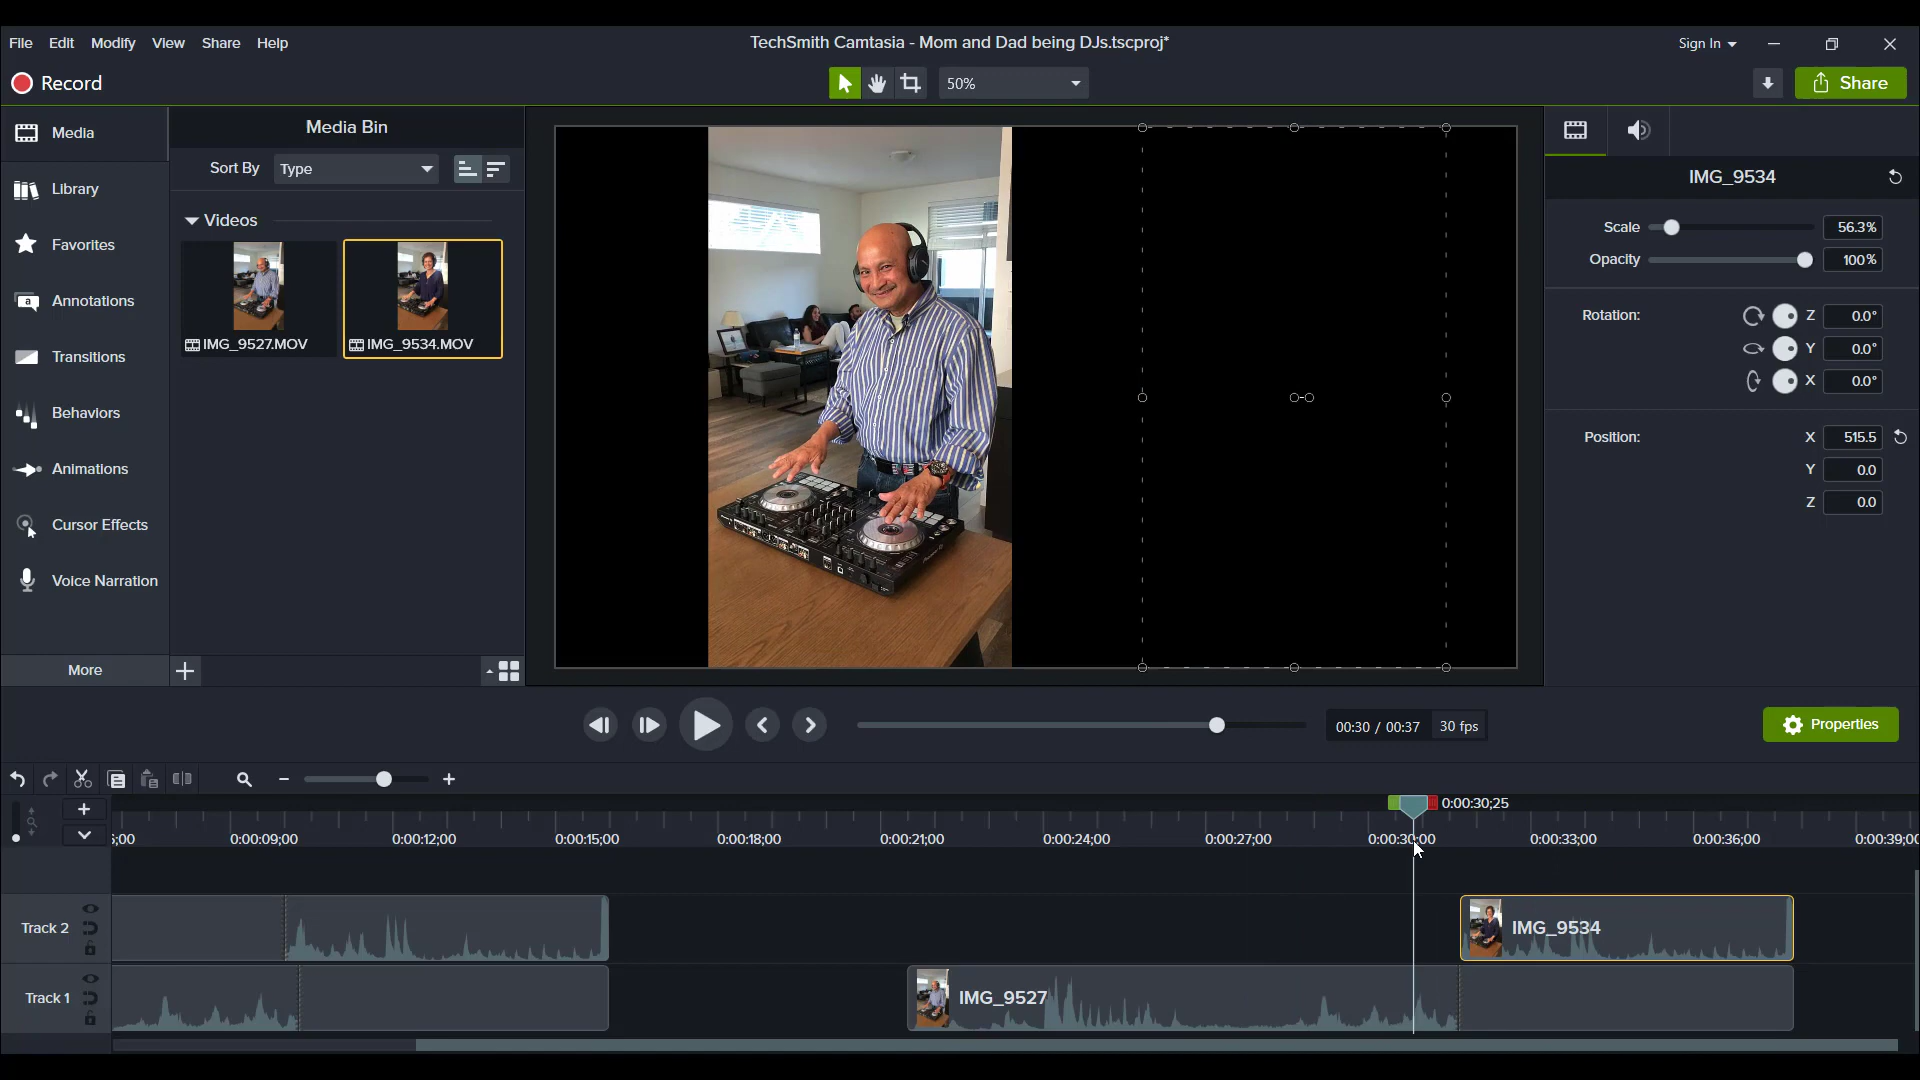 File Edit Modify View Share Help
TechSmith Camtasia - Mom and Dad being DJs.tscproj*
Sign In
Record
50%
Share
Media
Library
Favorites
Annotations
Transitions
Behaviors
Animations
Cursor Effects
Voice Narration
More
Media Bin
Sort By Type
Videos
IMG_9527.MOV IMG_9534.MOV
IMG_9534
Scale 56.3%
Opacity 100%
Rotation: Z 0.0°
Y 0.0°
X 0.0°
Position: X 515.5
Y 0.0
Z 0.0
00:30 / 00:37 30 fps
Properties
0:00:30;25
5;00 0:00:09;00 0:00:12;00 0:00:15;00 0:00:18;00 0:00:21;00 0:00:24;00 0:00:27;00 0:00:30;00 0:00:33;00 0:00:36;00 0:00:39;00
Track 2 IMG_9534
Track 1 IMG_9527